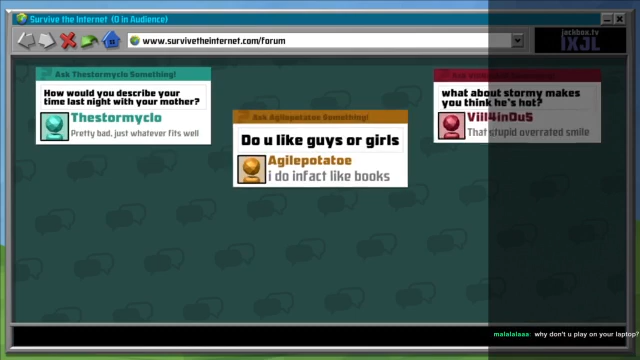 Survive the Internet (0 in Audience)
www.survivetheinternet.com/forum
jackbox.tv
IXJL
Ask Thestormyclo Something!
How would you describe your
time last night with your mother?
Thestormyclo
Pretty bad, just whatever fits well
Ask Agilepotatoe Something!
Do u like guys or girls
Agilepotatoe
i do infact like books
what about stormy makes
you think he's hot?
Vill4in0u5
That stupid overrated smile
malalalaaa: why don't u play on your laptop?